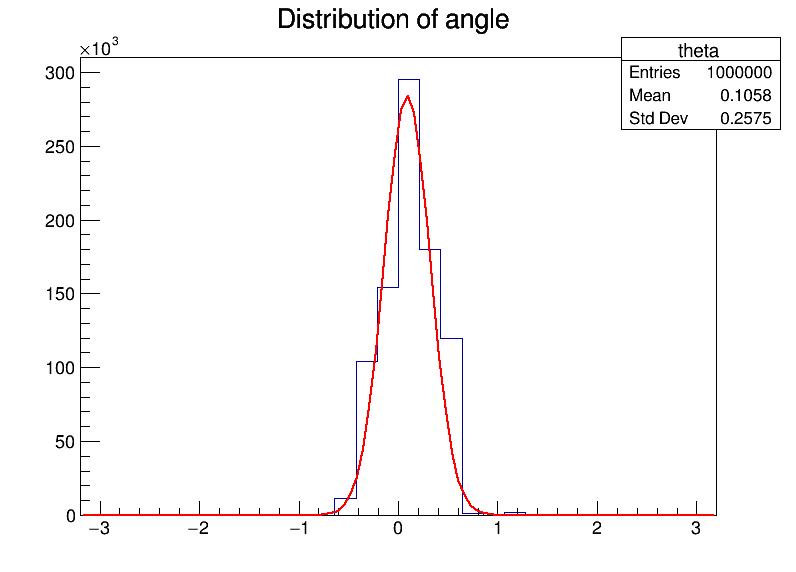 Distribution of angle
×10³
theta
Entries 1000000
Mean 0.1058
Std Dev 0.2575
300
250
200
150
100
50
0
−3 −2 −1 0 1 2 3